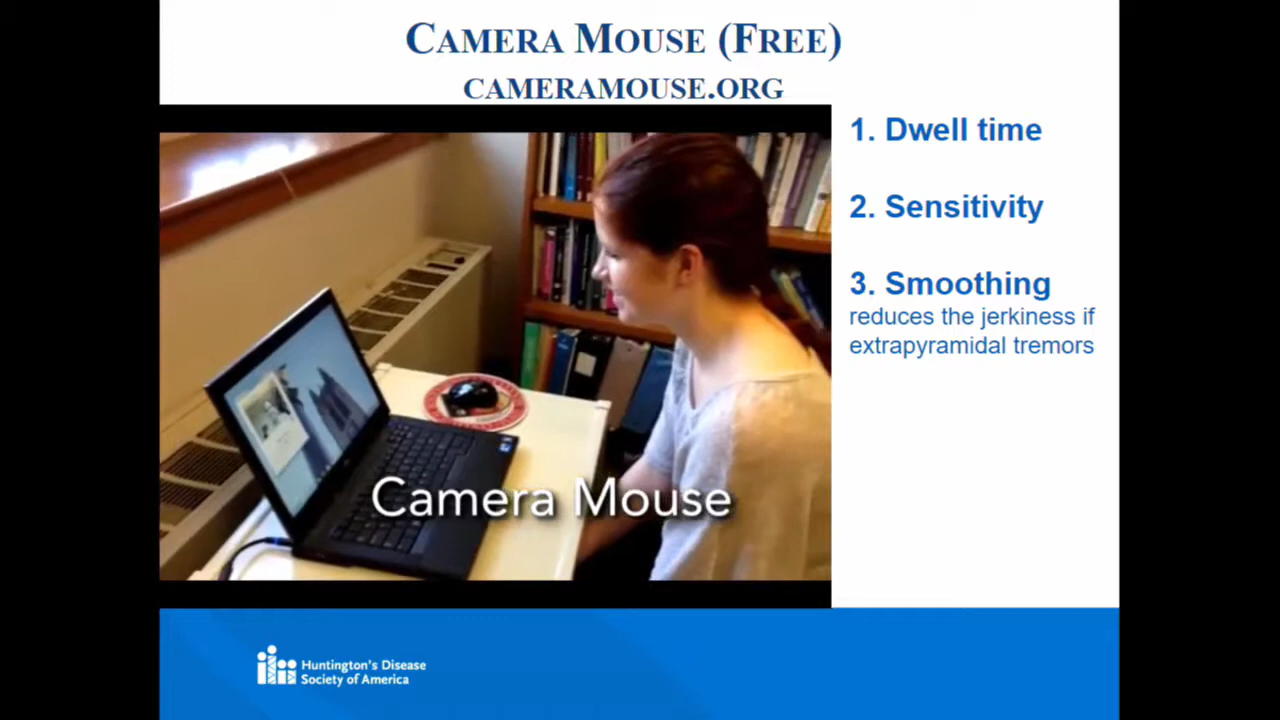 CAMERA MOUSE (FREE)
CAMERAMOUSE.ORG
1. Dwell time
2. Sensitivity
3. Smoothing
reduces the jerkiness if
extrapyramidal tremors
Camera Mouse
Huntington's Disease
Society of America